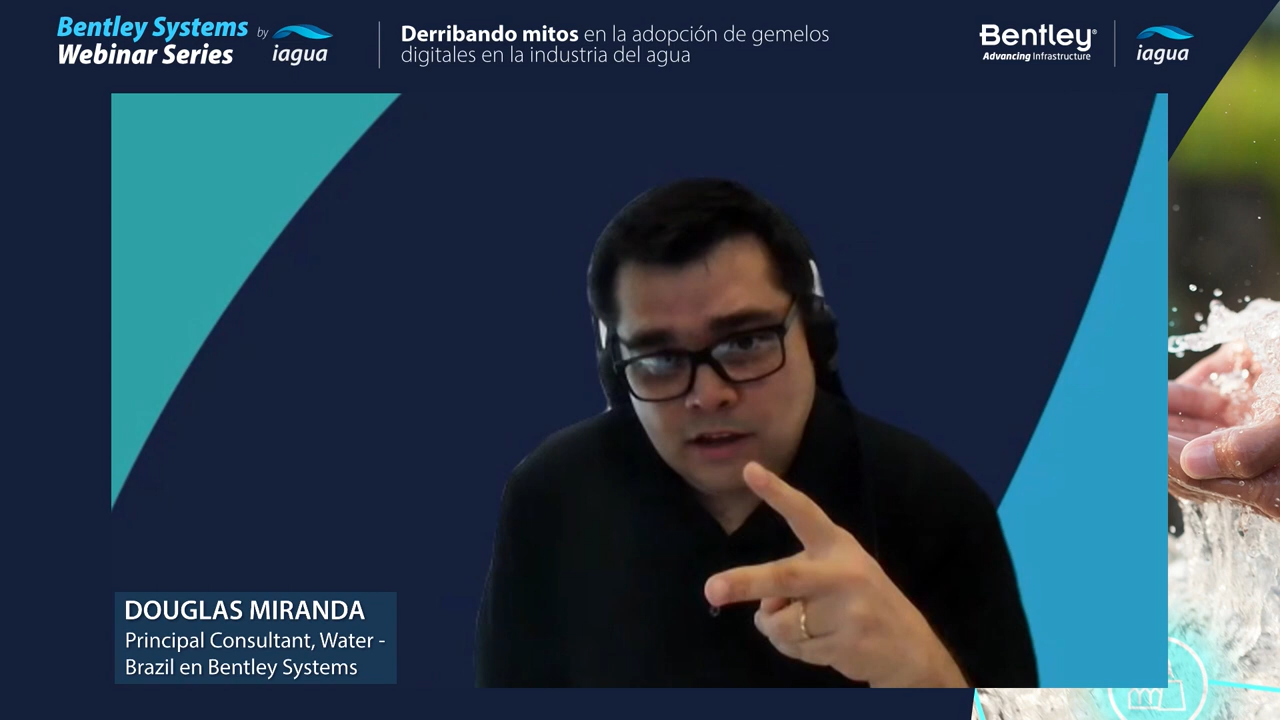 Bentley Systems
Webinar Series
by
iagua
Derribando mitos en la adopción de gemelos
digitales en la industria del agua
Bentley®
Advancing Infrastructure
iagua
DOUGLAS MIRANDA
Principal Consultant, Water -
Brazil en Bentley Systems